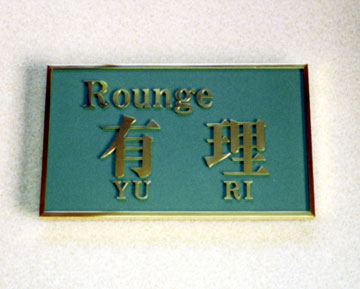 Rounge
有理
YU RI